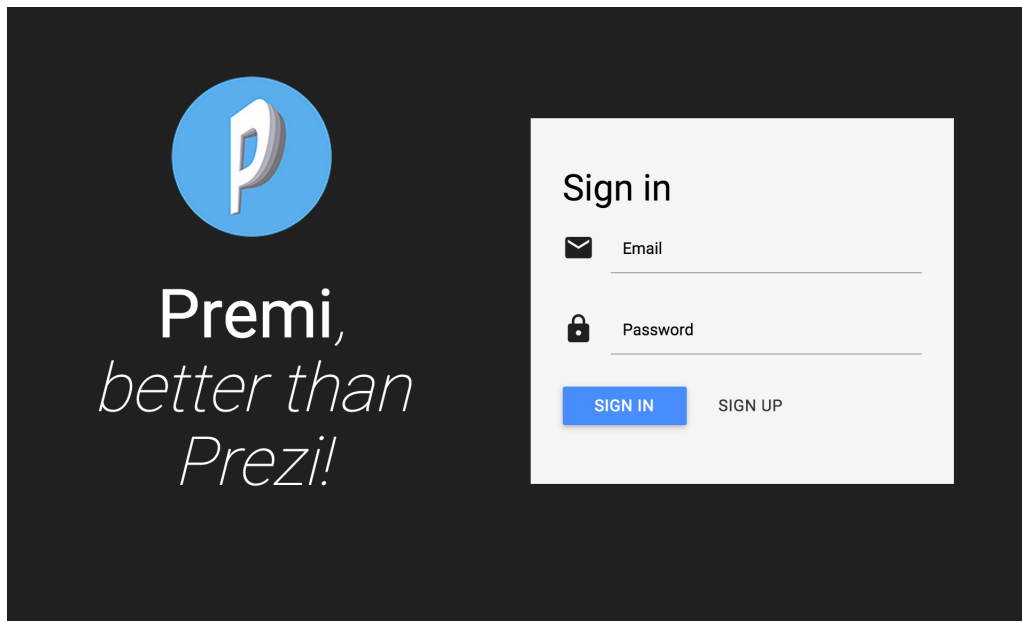 P
Premi,
better than
Prezi!
Sign in
Email
Password
SIGN IN
SIGN UP